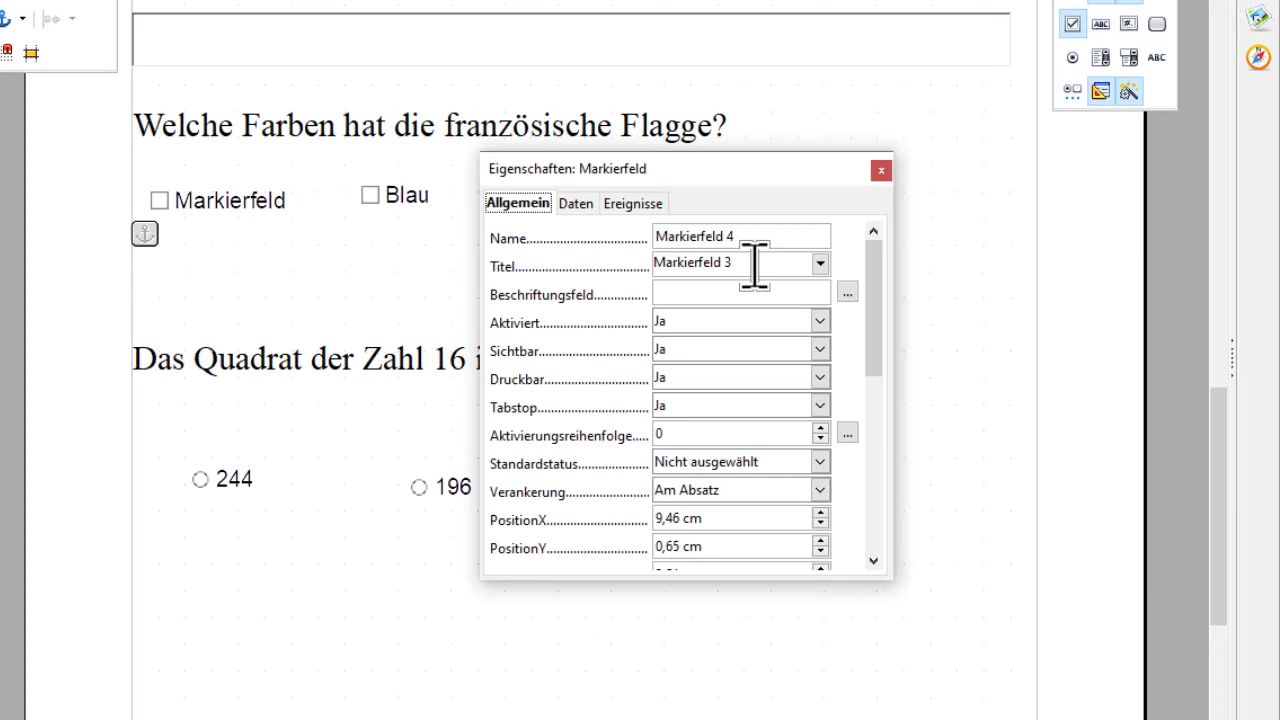 ABC
ABC
Welche Farben hat die französische Flagge?
Markierfeld
Blau
Das Quadrat der Zahl 16 i
244
196
Eigenschaften: Markierfeld
x
Allgemein Daten Ereignisse
Name Markierfeld 4
Titel Markierfeld 3
Beschriftungsfeld ...
Aktiviert Ja
Sichtbar Ja
Druckbar Ja
Tabstop Ja
Aktivierungsreihenfolge 0 ...
Standardstatus Nicht ausgewählt
Verankerung Am Absatz
PositionX 9,46 cm
PositionY 0,65 cm